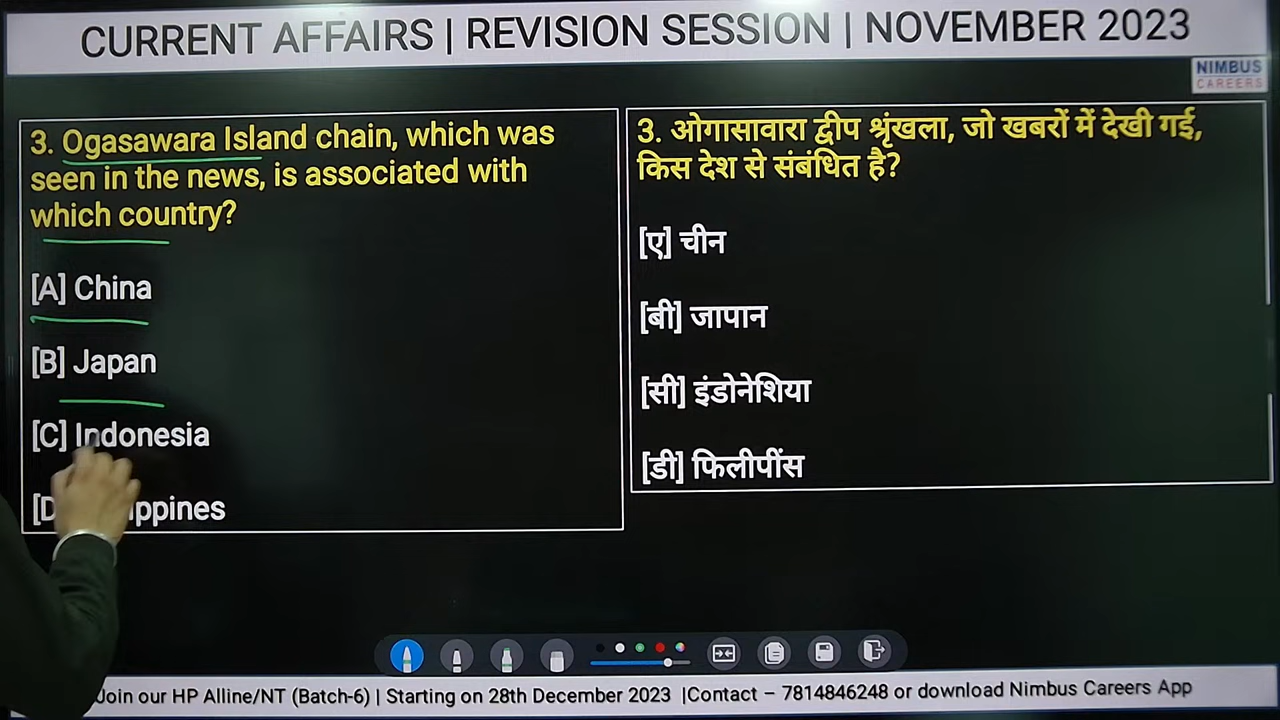 CURRENT AFFAIRS | REVISION SESSION | NOVEMBER 2023
NIMBUS
CAREERS
3. Ogasawara Island chain, which was
seen in the news, is associated with
which country?
[A] China
[B] Japan
[C] Indonesia
3. ओगासावारा द्वीप श्रृंखला, जो खबरों में देखी गई,
किस देश से संबंधित है?
[ए] चीन
[बी] जापान
[सी] इंडोनेशिया
[डी] फिलीपींस
Join our HP Alline/NT (Batch-6) | Starting on 28th December 2023 |Contact – 7814846248 or download Nimbus Careers App